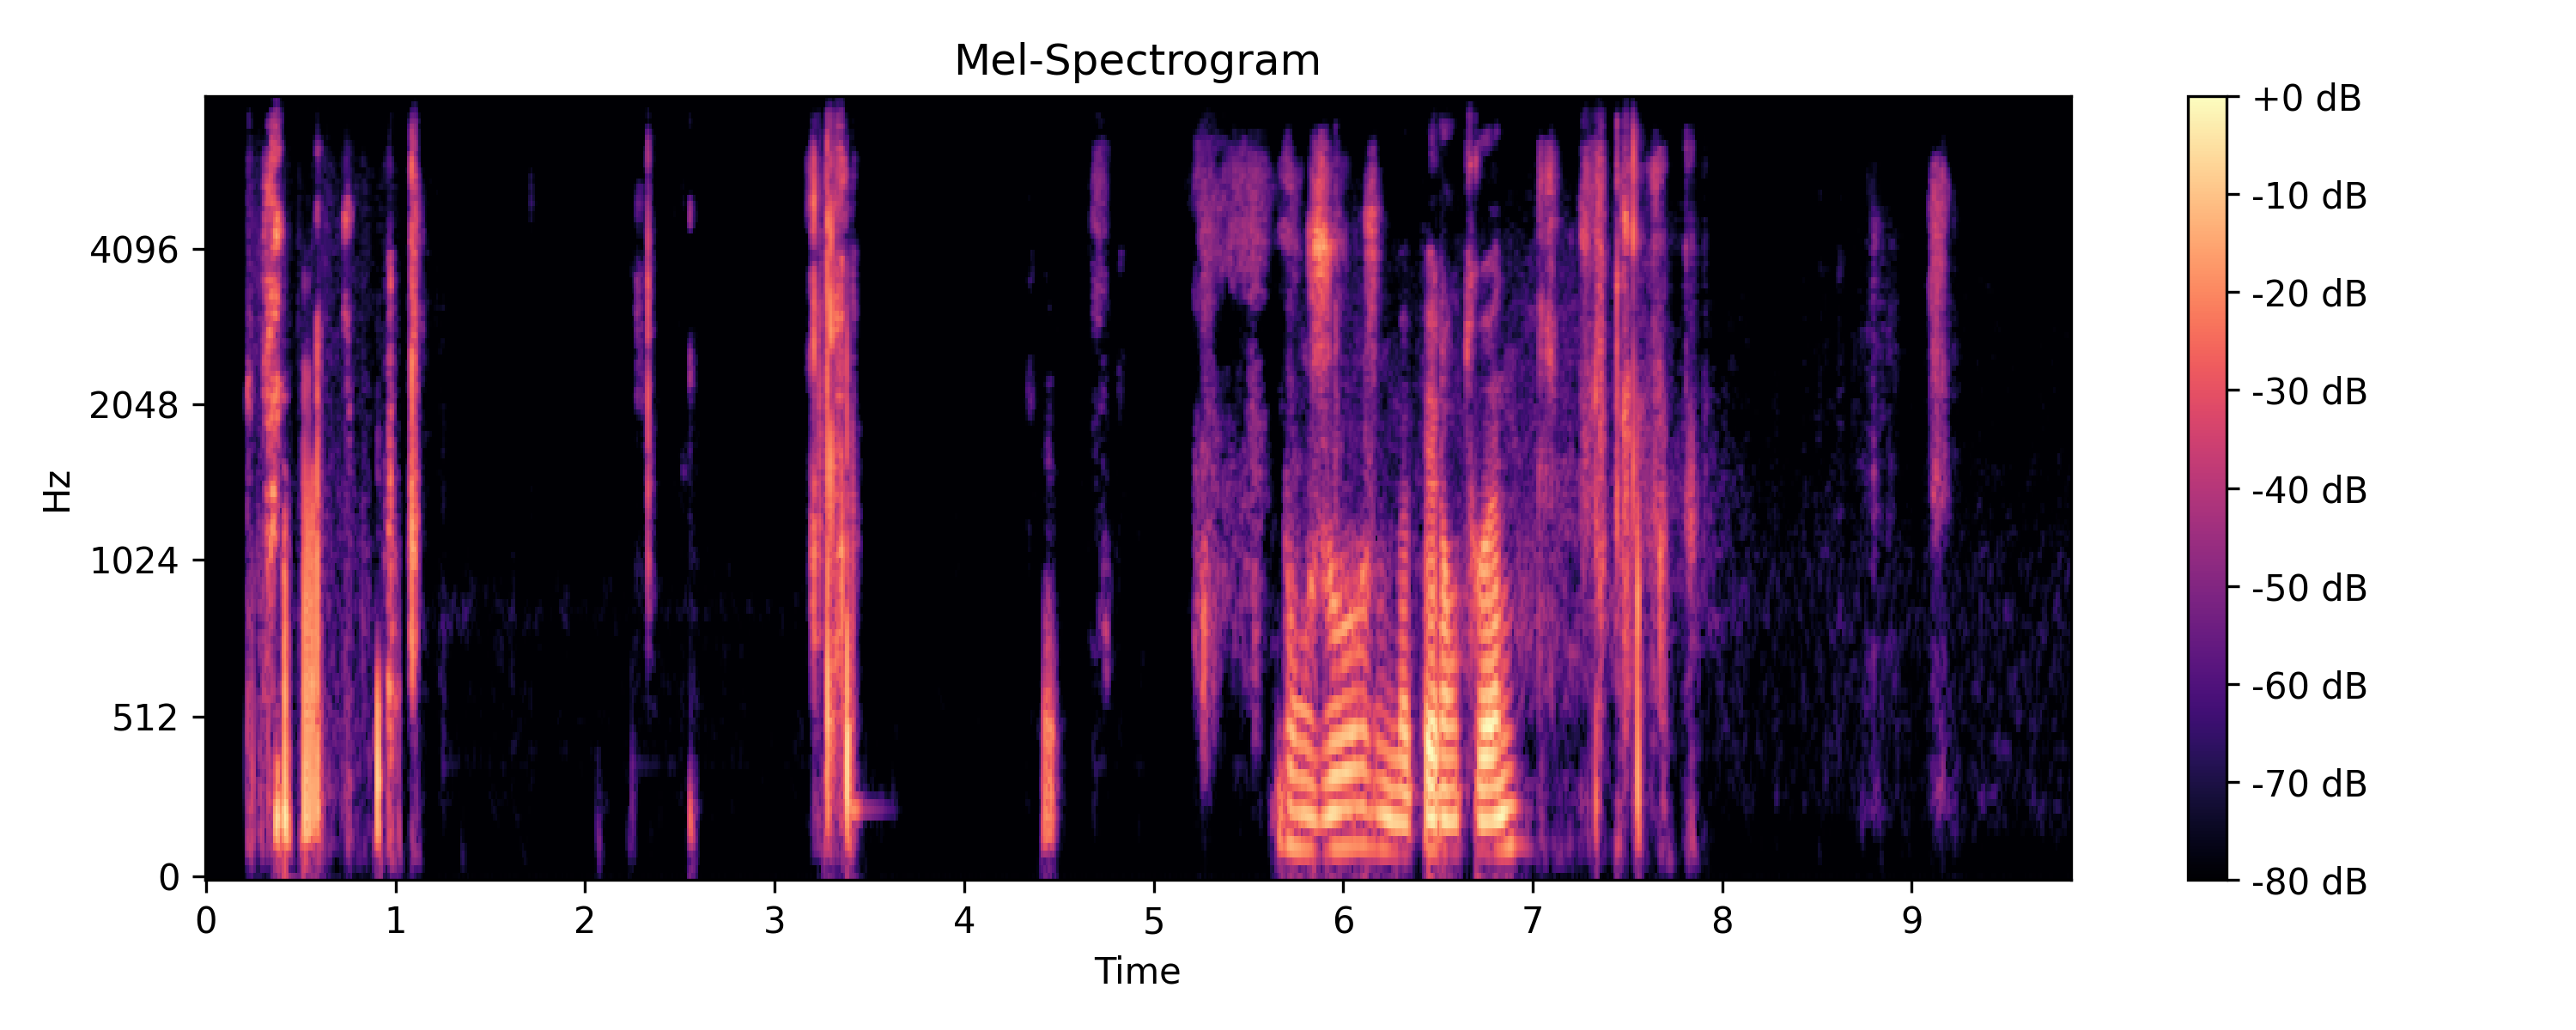 Mel-Spectrogram
+0 dB
-10 dB
-20 dB
-30 dB
-40 dB
-50 dB
-60 dB
-70 dB
-80 dB
Hz
4096
2048
1024
512
0
0 1 2 3 4 5 6 7 8 9
Time